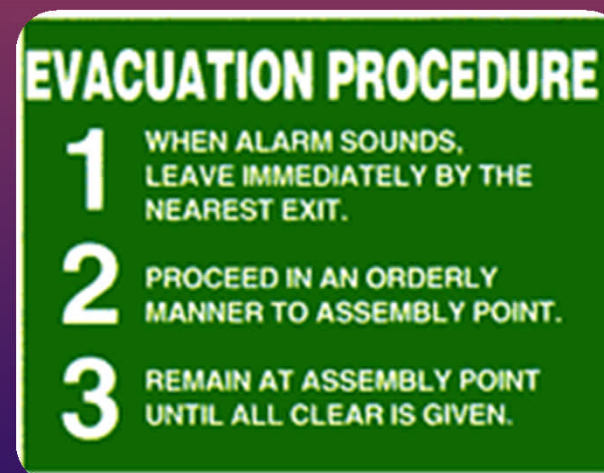 EVACUATION PROCEDURE
1 WHEN ALARM SOUNDS,
LEAVE IMMEDIATELY BY THE
NEAREST EXIT.
2 PROCEED IN AN ORDERLY
MANNER TO ASSEMBLY POINT.
3 REMAIN AT ASSEMBLY POINT
UNTIL ALL CLEAR IS GIVEN.